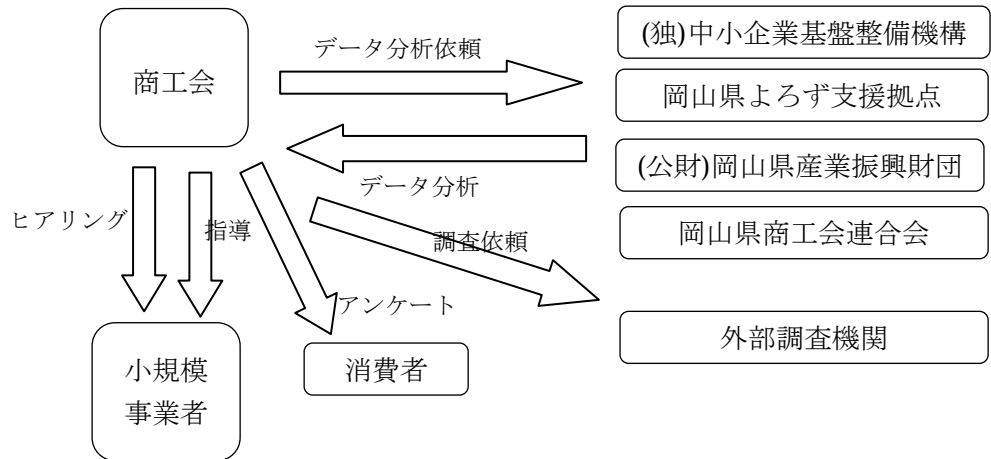 商工会
データ分析依頼
(独)中小企業基盤整備機構
岡山県よろず支援拠点
(公財)岡山県産業振興財団
データ分析
ヒアリング
指導
調査依頼
岡山県商工会連合会
アンケート
外部調査機関
小規模
事業者
消費者